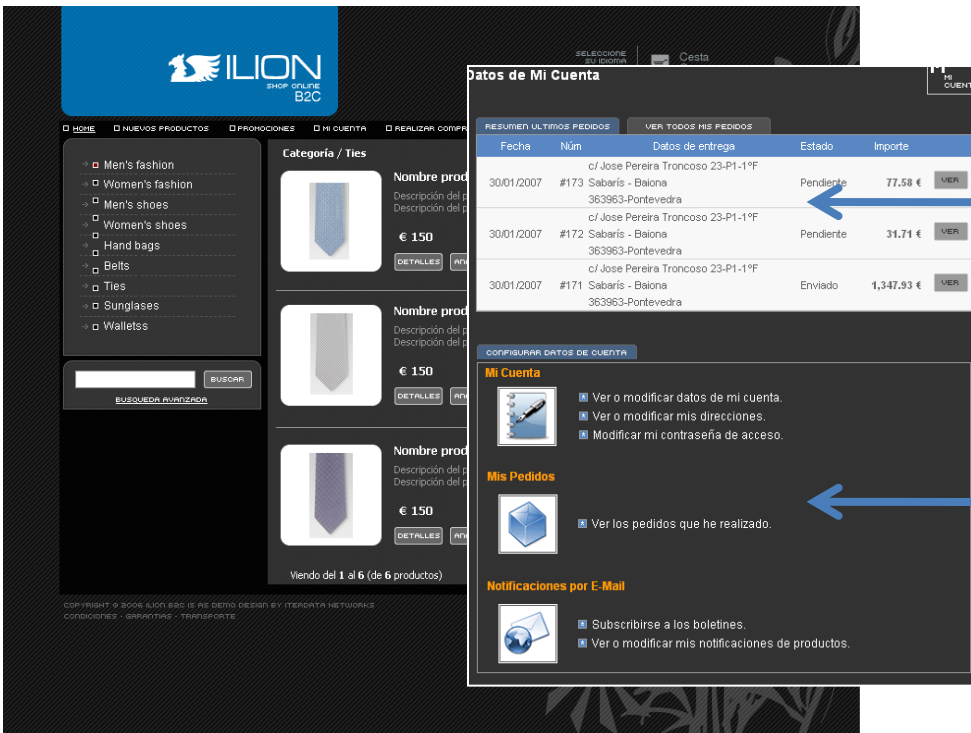 ILION
SHOP ONLINE
B2C
SELECCIONE
SU IDIOMA
Cesta
HOME
NUEVOS PRODUCTOS
PROMOCIONES
MI CUENTA
REALIZAR COMPR
Men's fashion
Women's fashion
Men's shoes
Women's shoes
Hand bags
Belts
Ties
Sunglases
Walletss
BUSCAR
BUSQUEDA AVANZADA
Categoría / Ties
Nombre prod
Descripción del p
Descripción del p
€ 150
DETALLES
Nombre prod
Descripción del p
Descripción del p
€ 150
DETALLES
Nombre prod
Descripción del p
Descripción del p
€ 150
DETALLES
Viendo del 1 al 6 (de 6 productos)
COPYRIGHT © 2006 ILION B2C IS AS DEMO DESIGN BY ITERDATA NETWORKS
CONDICIONES - GARANTIAS - TRANSPORTE
Datos de Mi Cuenta
MI
CUENT
RESUMEN ULTIMOS PEDIDOS
VER TODOS MIS PEDIDOS
Fecha Núm Datos de entrega Estado Importe
c/ Jose Pereira Troncoso 23-P1-1ºF
30/01/2007 #173 Sabarís - Baiona Pendiente 77.58 € VER
363963-Pontevedra
c/ Jose Pereira Troncoso 23-P1-1ºF
30/01/2007 #172 Sabarís - Baiona Pendiente 31.71 € VER
363963-Pontevedra
c/ Jose Pereira Troncoso 23-P1-1ºF
30/01/2007 #171 Sabarís - Baiona Enviado 1,347.93 € VER
363963-Pontevedra
CONFIGURAR DATOS DE CUENTA
Mi Cuenta
Ver o modificar datos de mi cuenta.
Ver o modificar mis direcciones.
Modificar mi contraseña de acceso.
Mis Pedidos
Ver los pedidos que he realizado.
Notificaciones por E-Mail
Subscribirse a los boletines.
Ver o modificar mis notificaciones de productos.